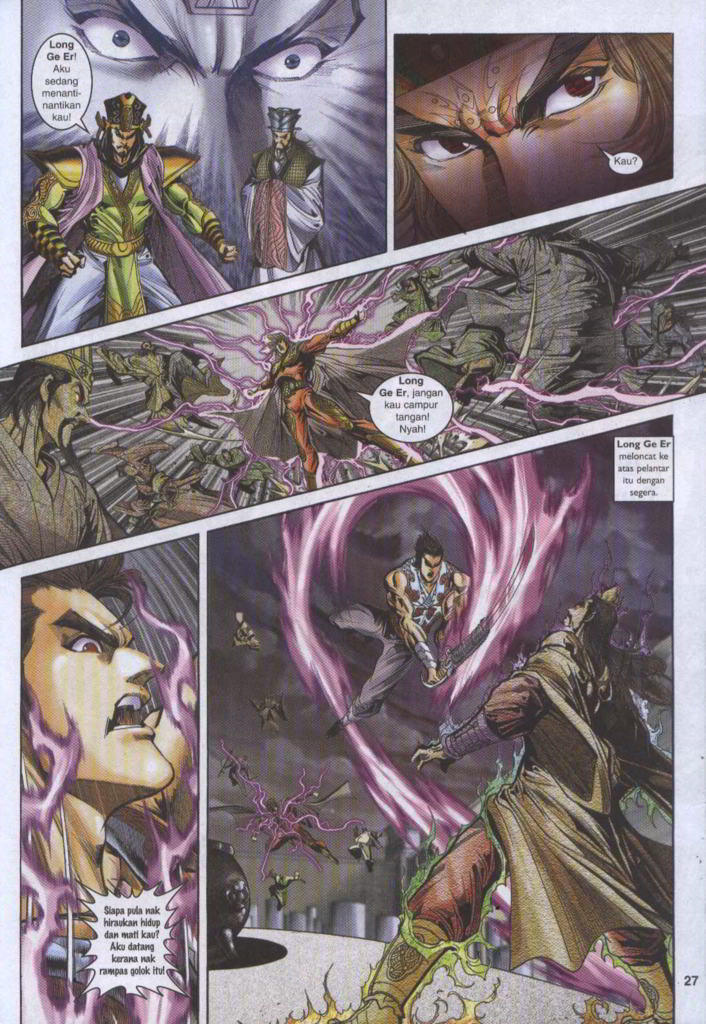 Long
Ge Er!
Aku
sedang
menanti-
nantikan
kau!
Kau?
Long
Ge Er, jangan
kau campur
tangan!
Nyah!
Long Ge Er
meloncat ke
atas pelantar
itu dengan
segera.
Siapa pula nak
hiraukan hidup
dan mati kau?
Aku datang
kerana nak
rampas golok itu!
27